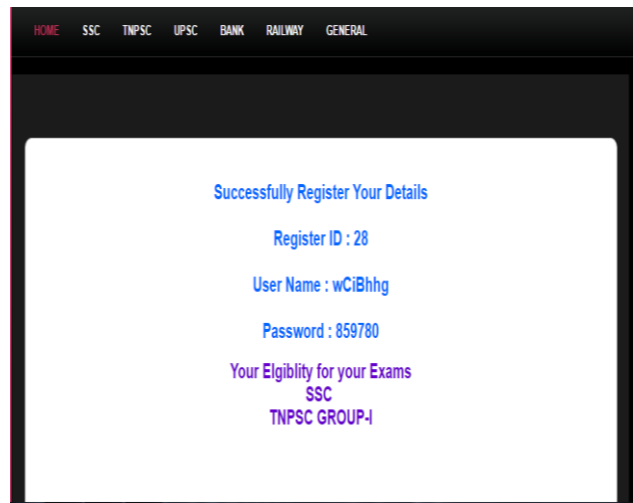 HOME SSC TNPSC UPSC BANK RAILWAY GENERAL
Successfully Register Your Details
Register ID : 28
User Name : wCiBhhg
Password : 859780
Your Elgiblity for your Exams
SSC
TNPSC GROUP-I